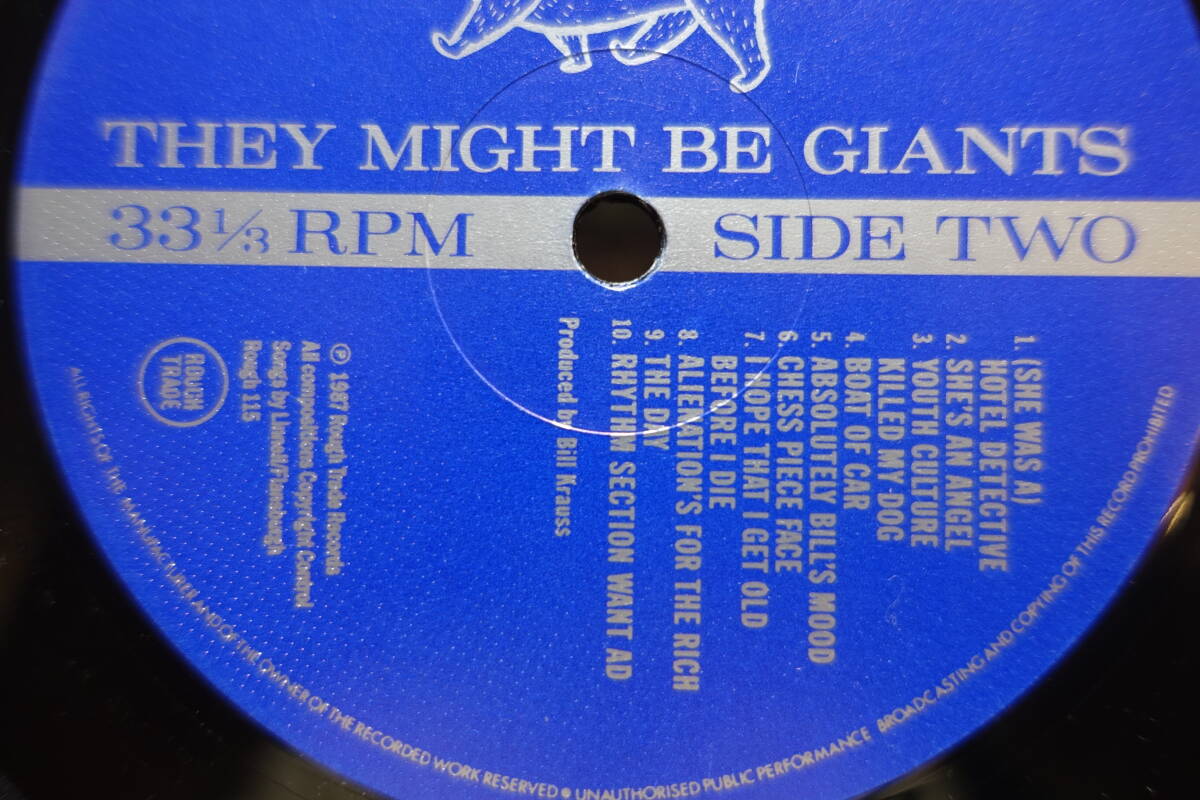 THEY MIGHT BE GIANTS
33 1/3 RPM SIDE TWO
1. (SHE WAS A)
HOTEL DETECTIVE
2. SHE'S AN ANGEL
3. YOUTH CULTURE
KILLED MY DOG
4. BOAT OF CAR
5. ABSOLUTELY BILL'S MOOD
6. CHESS PIECE FACE
7. I HOPE THAT I GET OLD
BEFORE I DIE
8. ALIENATION'S FOR THE RICH
9. THE DAY
10. RHYTHM SECTION WANT AD
Produced by Bill Krauss
℗ 1987 Rough Trade Records
All compositions Copyright Control
Songs by Linnell/Flansburgh
Rough 115
ROUGH
TRADE
ALL RIGHTS OF THE MANUFACTURER AND OF THE OWNER OF THE RECORDED WORK RESERVED • UNAUTHORISED PUBLIC PERFORMANCE BROADCASTING AND COPYING OF THIS RECORD PROHIBITED